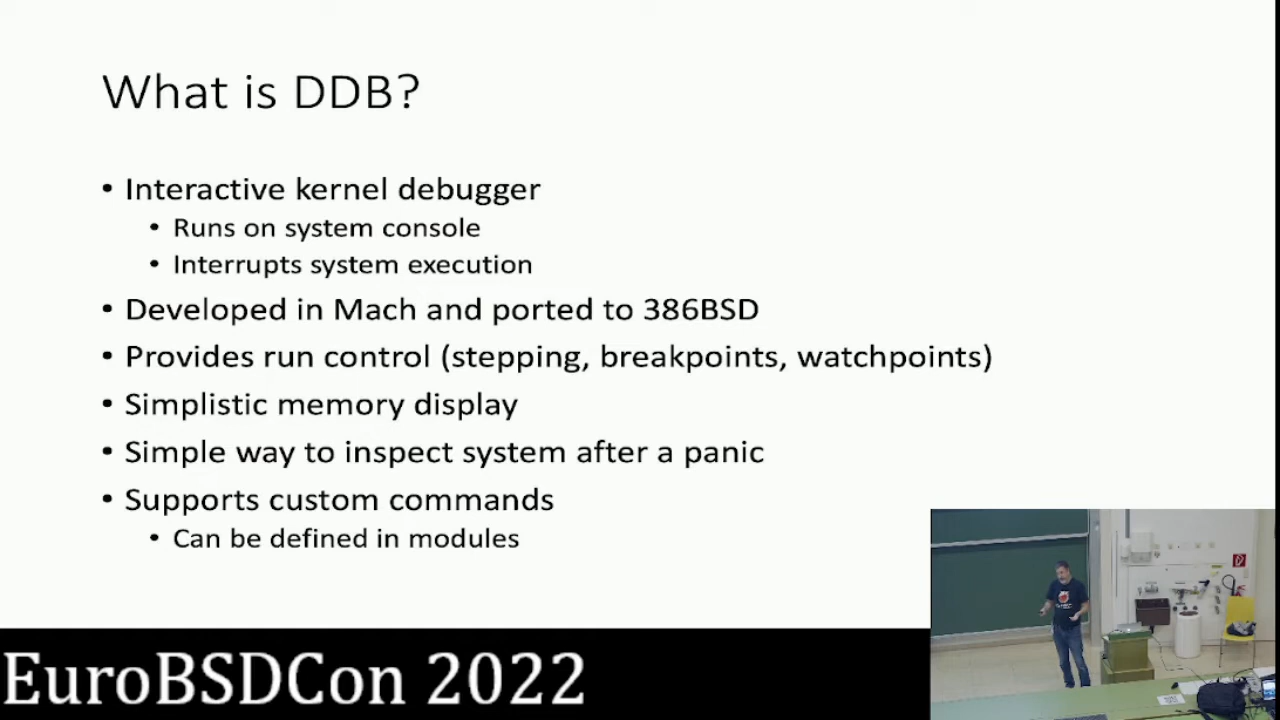 What is DDB?
• Interactive kernel debugger
• Runs on system console
• Interrupts system execution
• Developed in Mach and ported to 386BSD
• Provides run control (stepping, breakpoints, watchpoints)
• Simplistic memory display
• Simple way to inspect system after a panic
• Supports custom commands
• Can be defined in modules
EuroBSDCon 2022